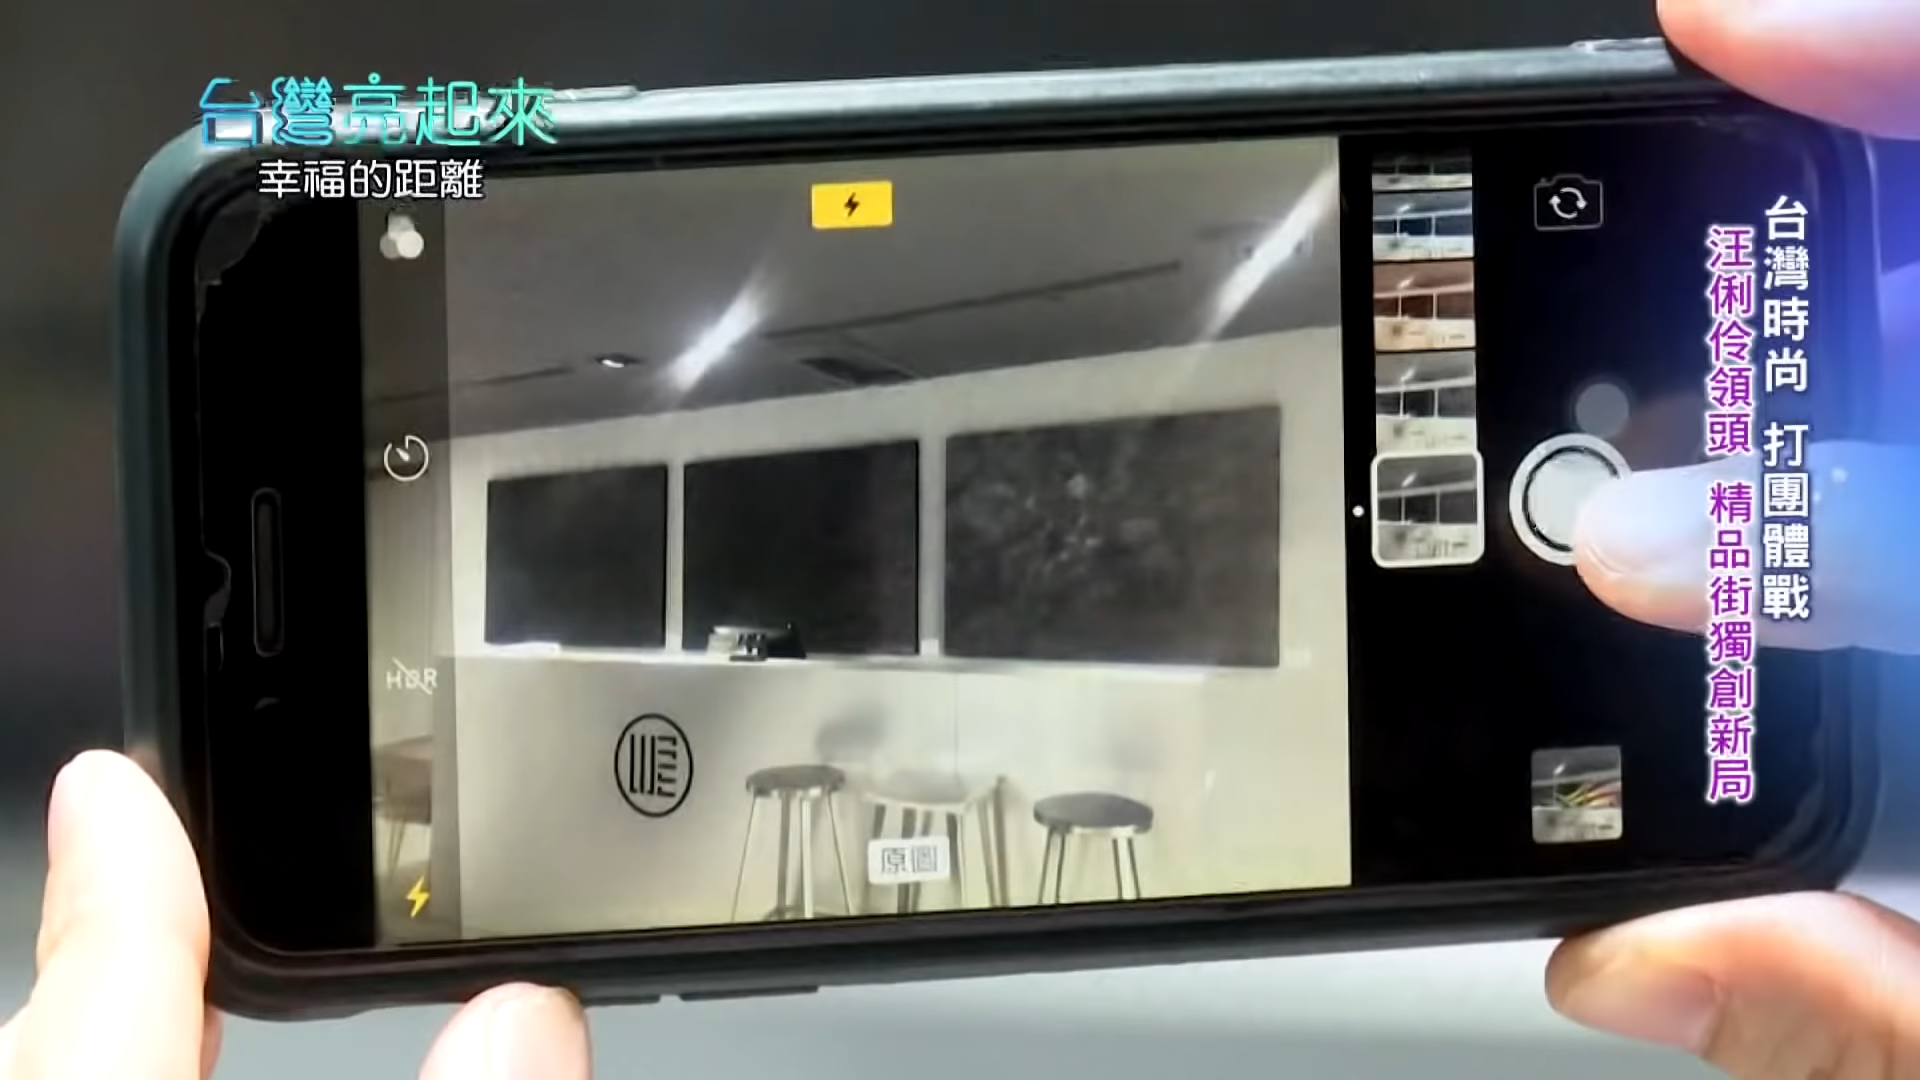 台灣亮起來
幸福的距離
台灣時尚 打團體戰
汪俐伶領頭 精品街獨創新局
HDR
原圖